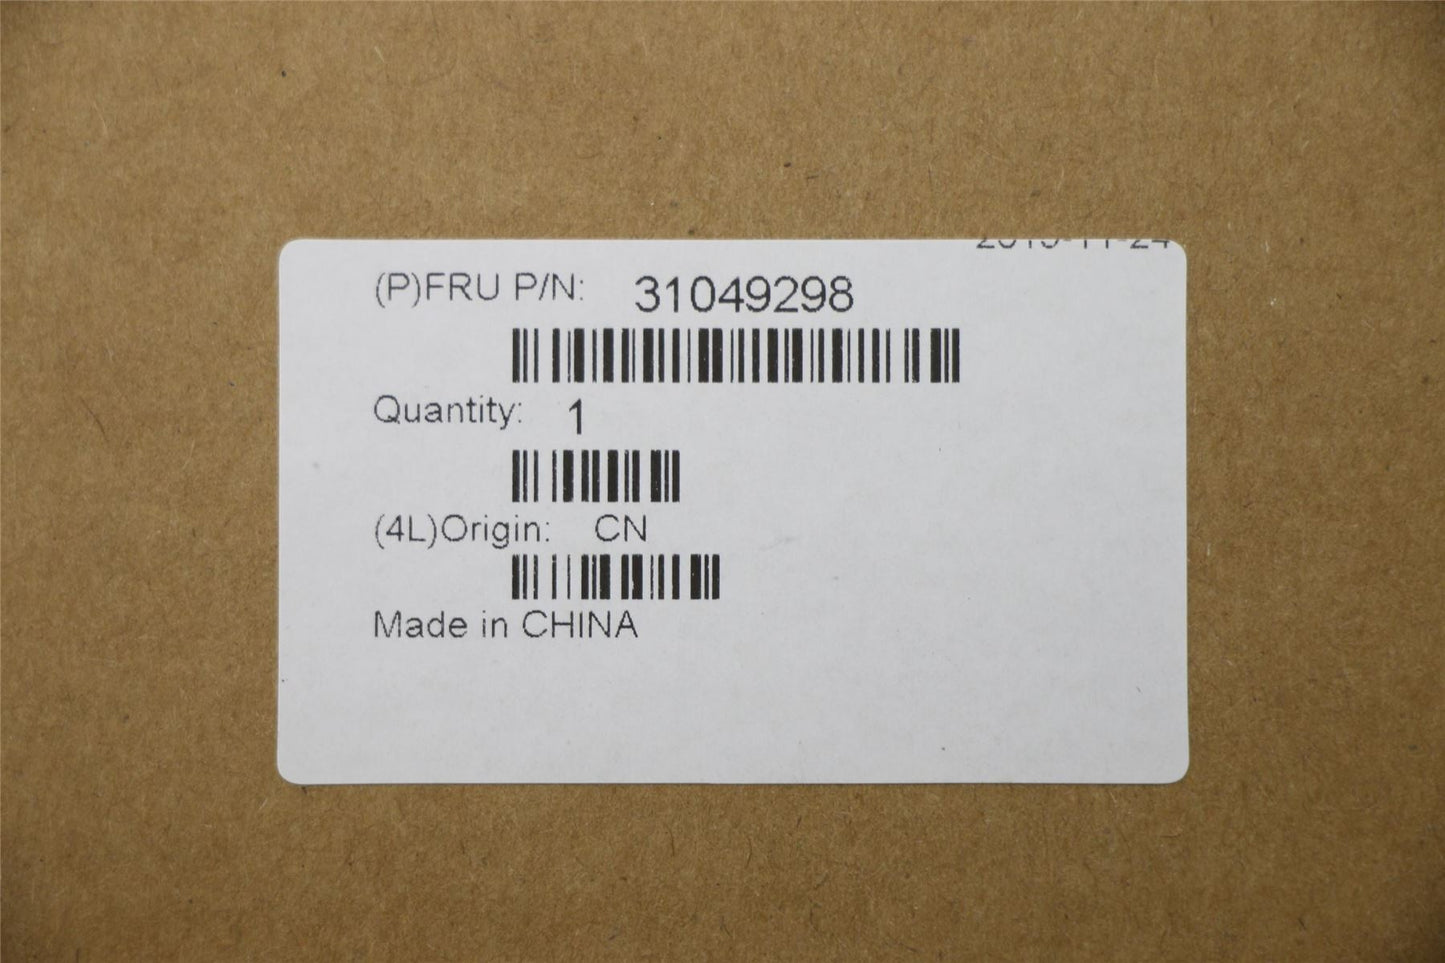 (P)FRU P/N: 31049298
Quantity: 1
(4L)Origin: CN
Made in CHINA